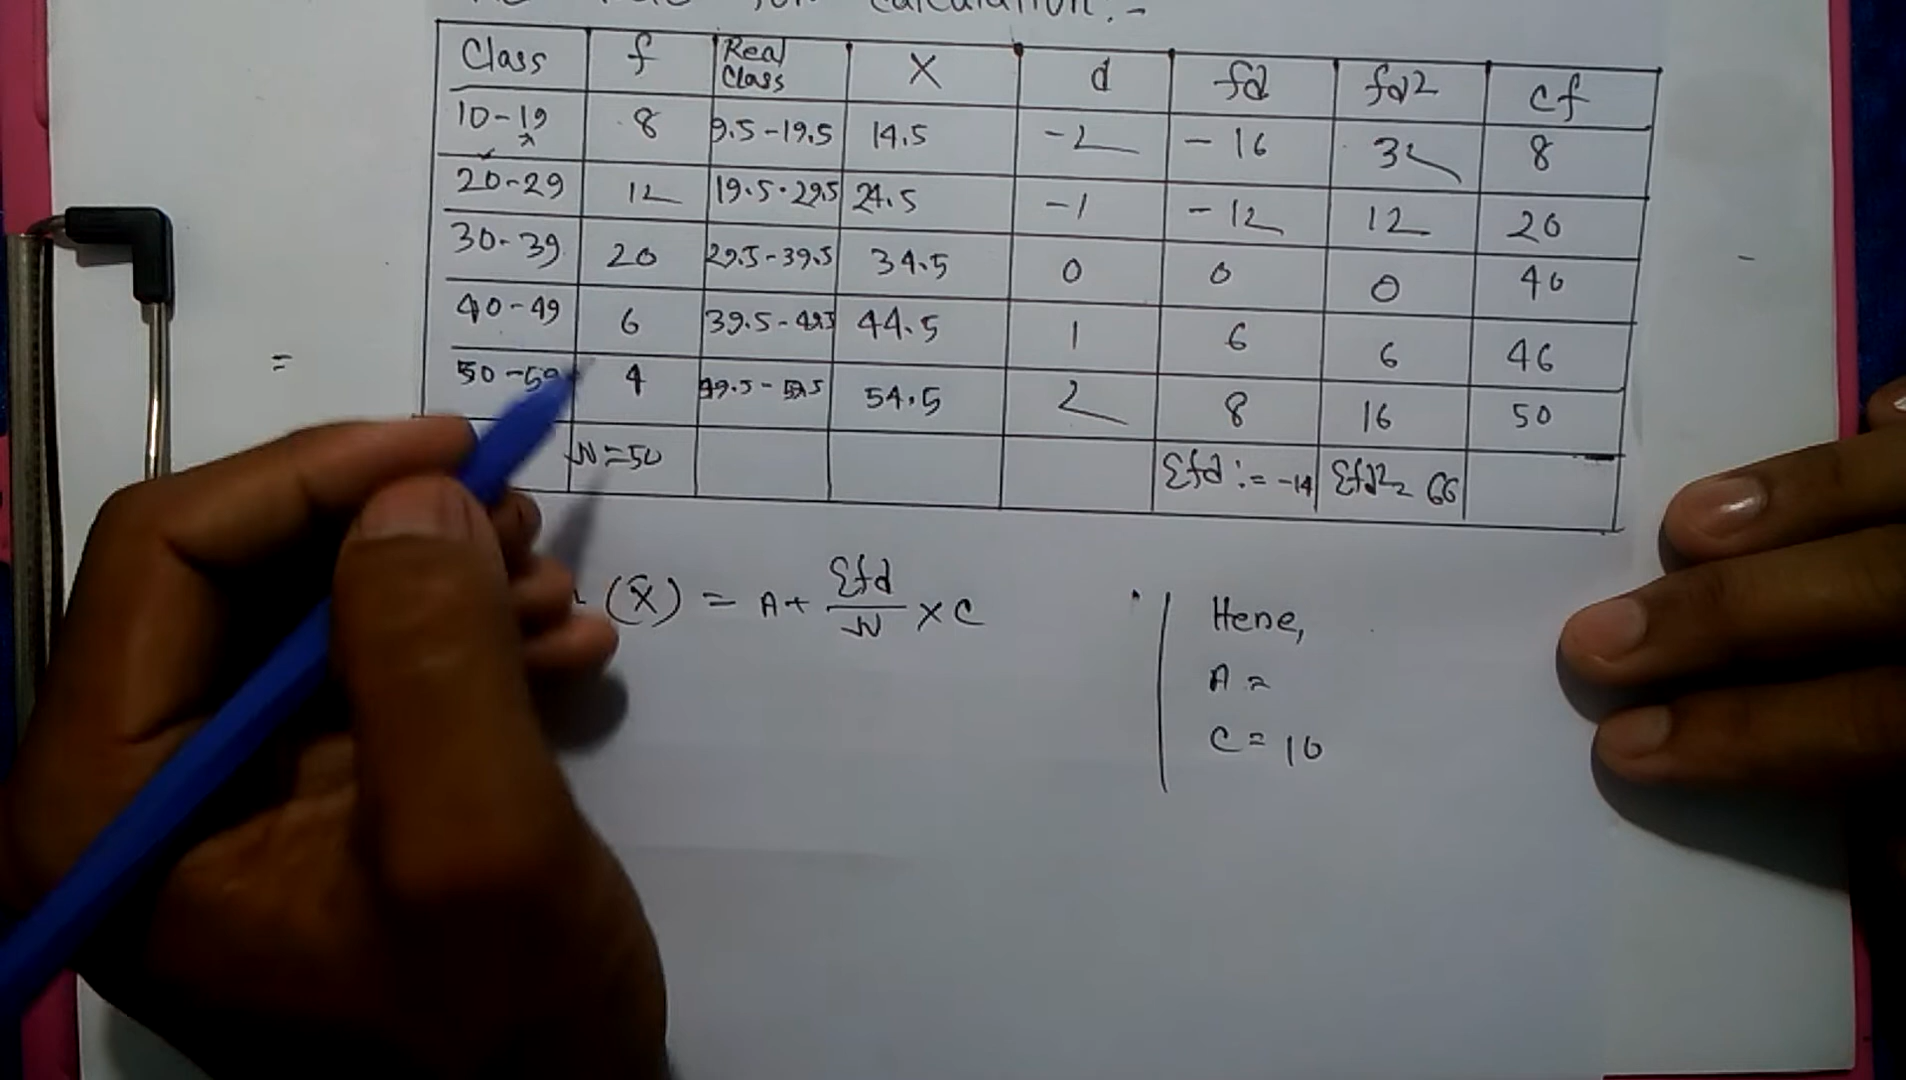 calculation:-
Class f Real Class X d fd fd2 cf
10-19 8 9.5-19.5 14.5 -2 -16 32 8
20-29 12 19.5-29.5 24.5 -1 -12 12 20
30-39 20 29.5-39.5 34.5 0 0 0 40
40-49 6 39.5-49.5 44.5 1 6 6 46
50-59 4 49.5-59.5 54.5 2 8 16 50
N=50 Σfd := -14 Σfd2= 66
=
(x̄) = A+ Σfd/N × C
Here,
A =
C = 10